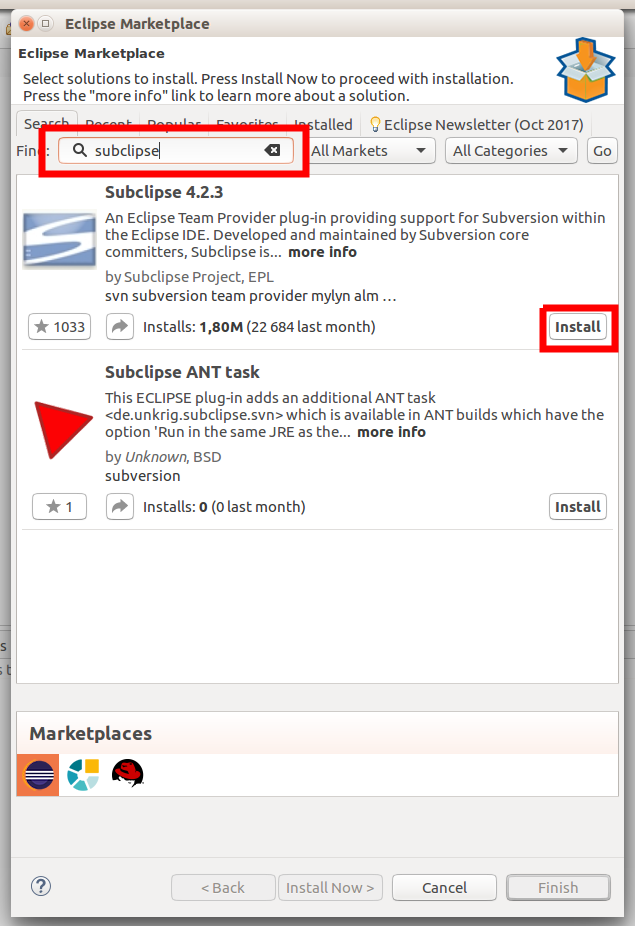 Eclipse Marketplace
Eclipse Marketplace
Select solutions to install. Press Install Now to proceed with installation.
Press the "more info" link to learn more about a solution.
Search Recent Popular Favorites Installed Eclipse Newsletter (Oct 2017)
Find: subclipse All Markets All Categories Go
Subclipse 4.2.3
An Eclipse Team Provider plug-in providing support for Subversion within
the Eclipse IDE. Developed and maintained by Subversion core
committers, Subclipse is... more info
by Subclipse Project, EPL
svn subversion team provider mylyn alm ...
1033 Installs: 1,80M (22 684 last month) Install
Subclipse ANT task
This ECLIPSE plug-in adds an additional ANT task
<de.unkrig.subclipse.svn> which is available in ANT builds which have the
option 'Run in the same JRE as the... more info
by Unknown, BSD
subversion
1 Installs: 0 (0 last month) Install
Marketplaces
? < Back Install Now > Cancel Finish